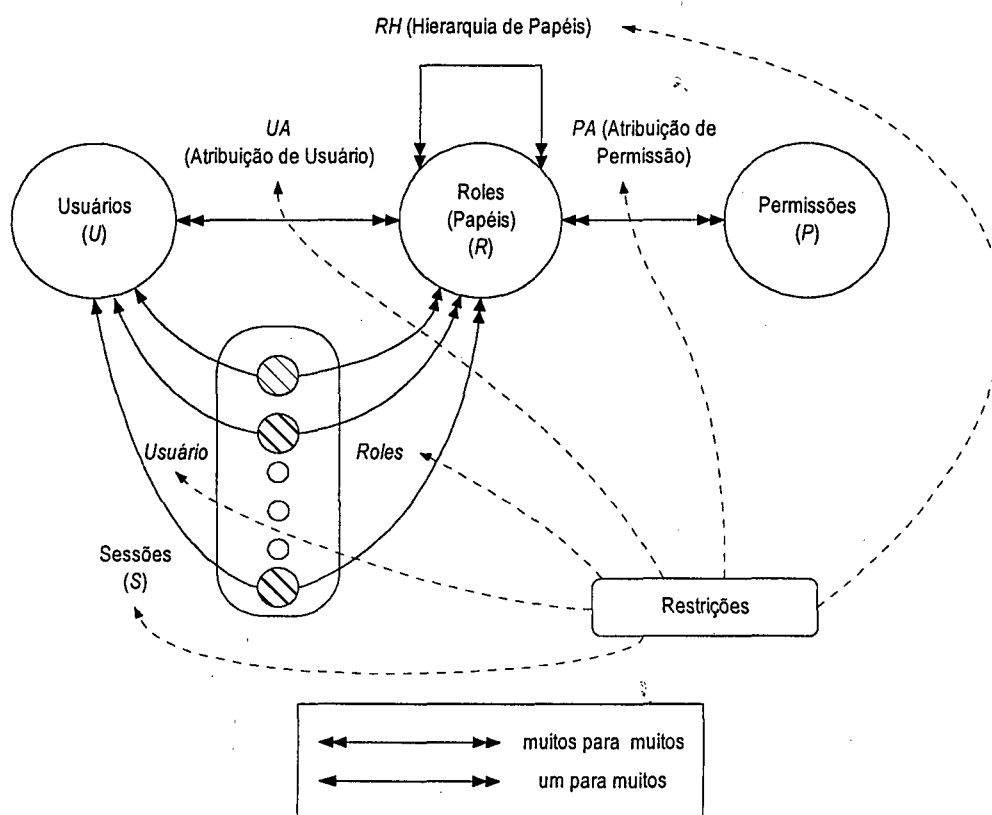 RH (Hierarquia de Papéis)
UA
(Atribuição de Usuário)
PA (Atribuição de
Permissão)
Usuários
(U)
Roles
(Papéis)
(R)
Permissões
(P)
Usuário
Roles
Sessões
(S)
Restrições
muitos para muitos
um para muitos